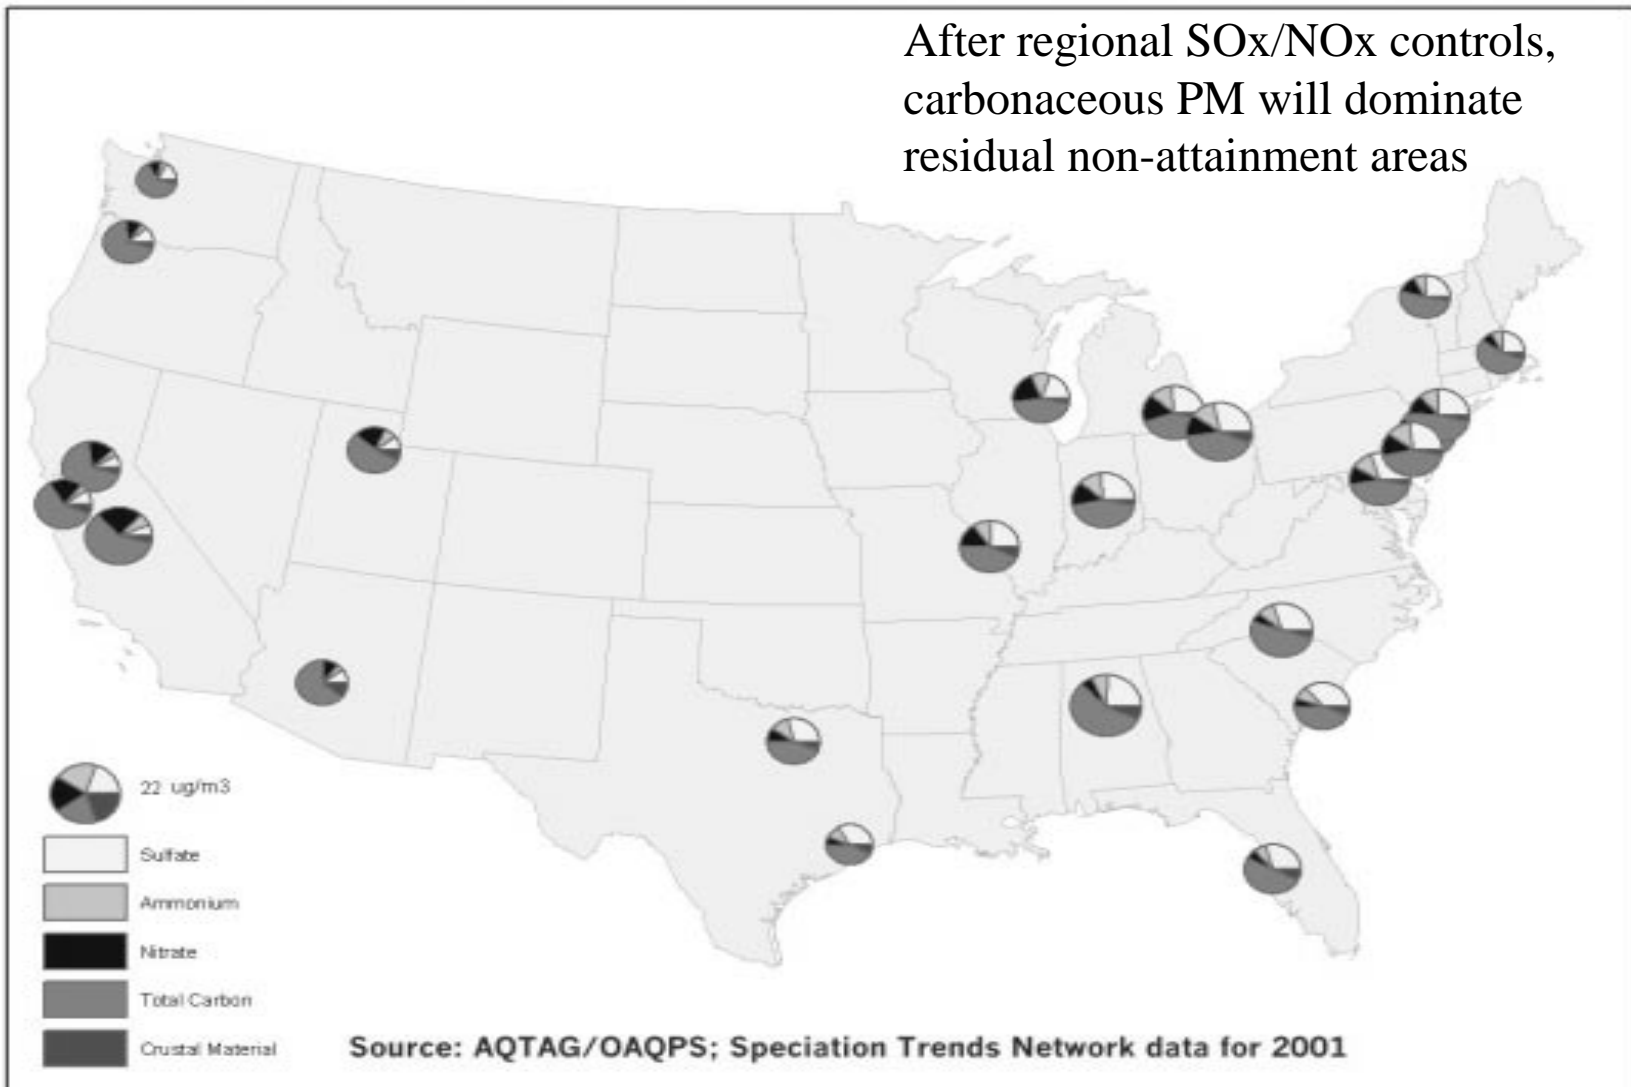 After regional SOx/NOx controls,
carbonaceous PM will dominate
residual non-attainment areas
22 ug/m3
Sulfate
Ammonium
Nitrate
Total Carbon
Crustal Material
Source: AQTAG/OAQPS; Speciation Trends Network data for 2001